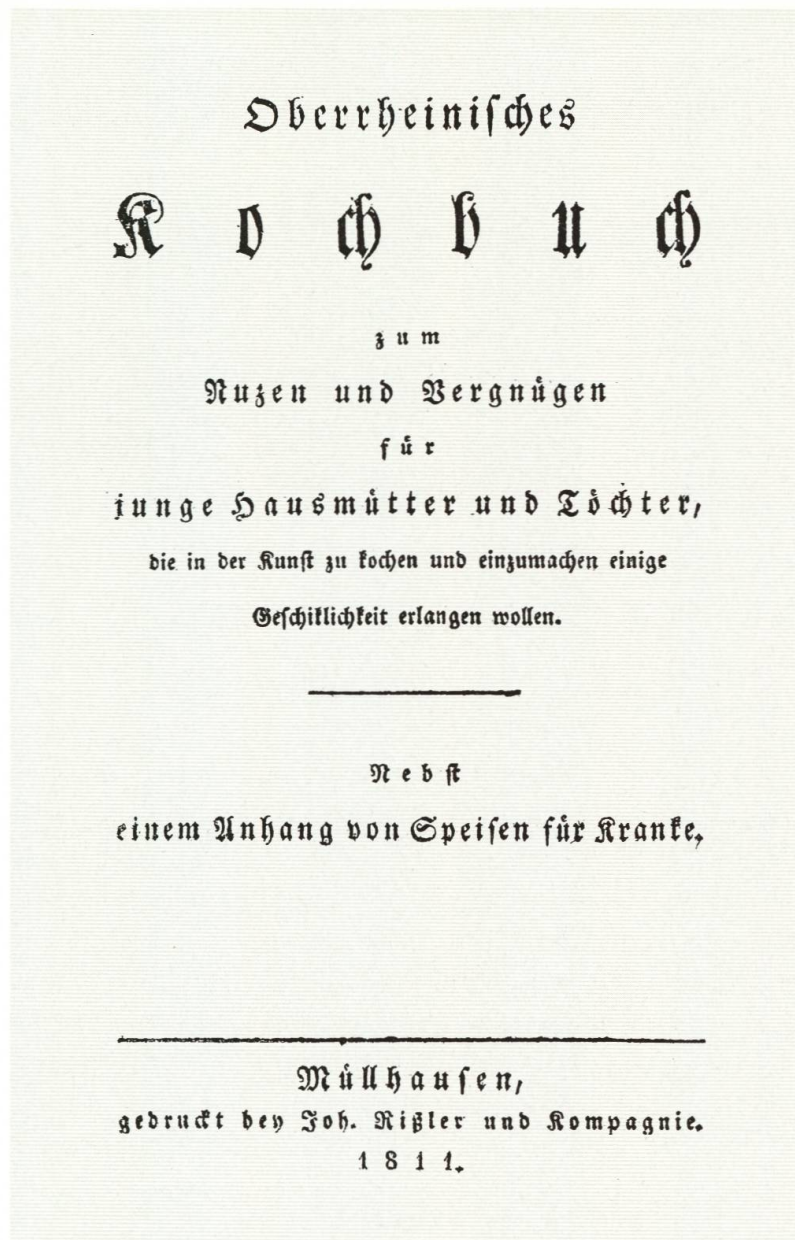 Oberrheinisches
Kochbuch
zum
Nuzen und Vergnügen
für
junge Hausmütter und Töchter,
die in der Kunst zu kochen und einzumachen einige
Geschiklichkeit erlangen wollen.
Nebst
einem Anhang von Speisen für Kranke.
Müllhausen,
gedruckt bey Joh. Rißler und Kompagnie.
1811.